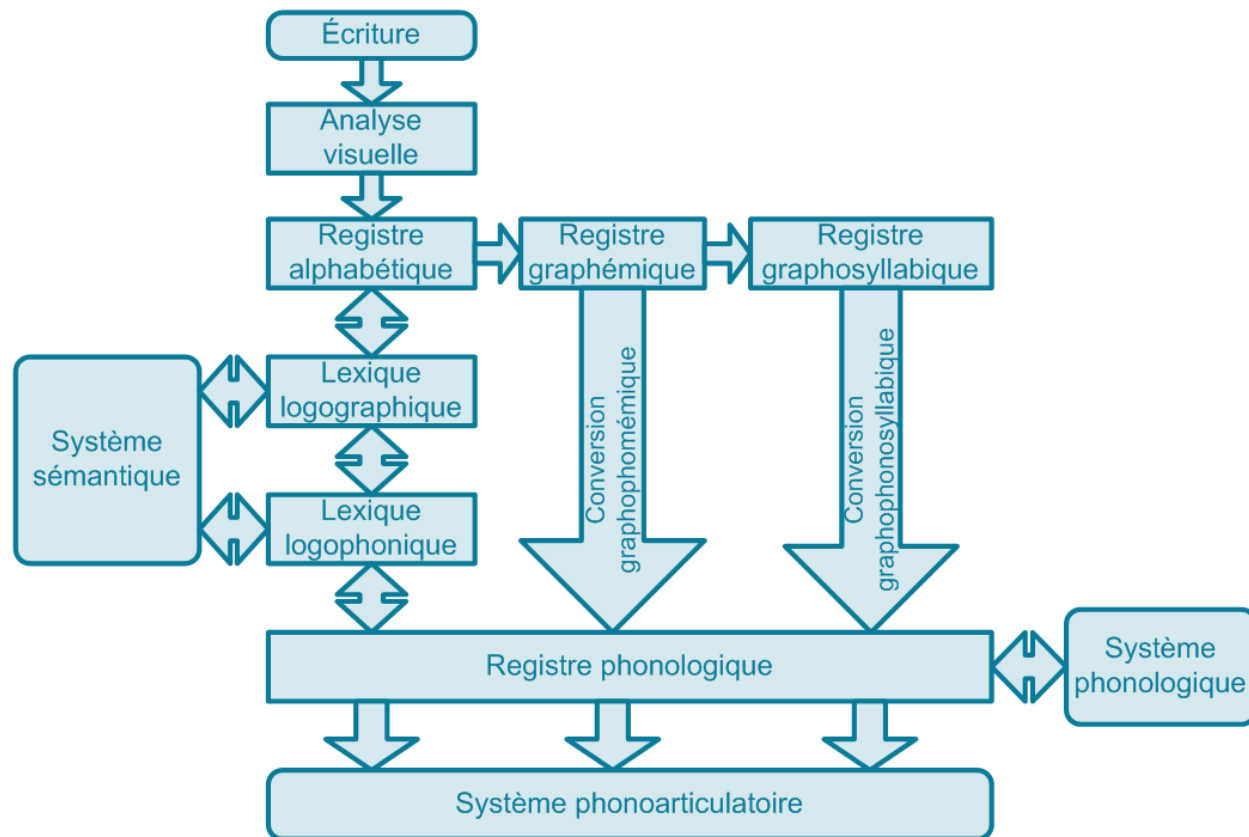 Écriture
Analyse
visuelle
Registre
alphabétique
Registre
graphémique
Registre
graphosyllabique
Conversion
graphophomémique
Conversion
graphophonosyllabique
Lexique
logographique
Système
sémantique
Lexique
logophonique
Registre phonologique
Système
phonologique
Système phonoarticulatoire